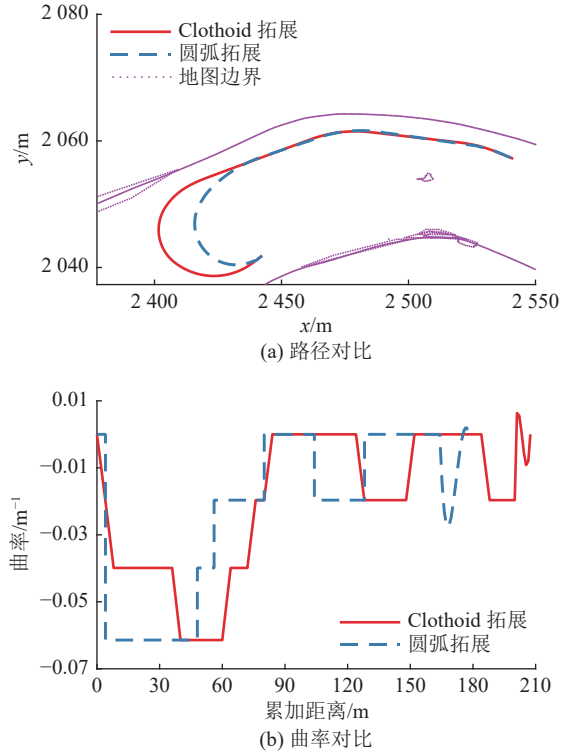 2 080
Clothoid 拓展
圆弧拓展
地图边界
y/m
2 060
2 040
2 400 2 450 2 500 2 550
x/m
(a) 路径对比
0.01
−0.01
曲率/m⁻¹
−0.03
−0.05
Clothoid 拓展
圆弧拓展
−0.07
0 30 60 90 120 150 180 210
累加距离/m
(b) 曲率对比